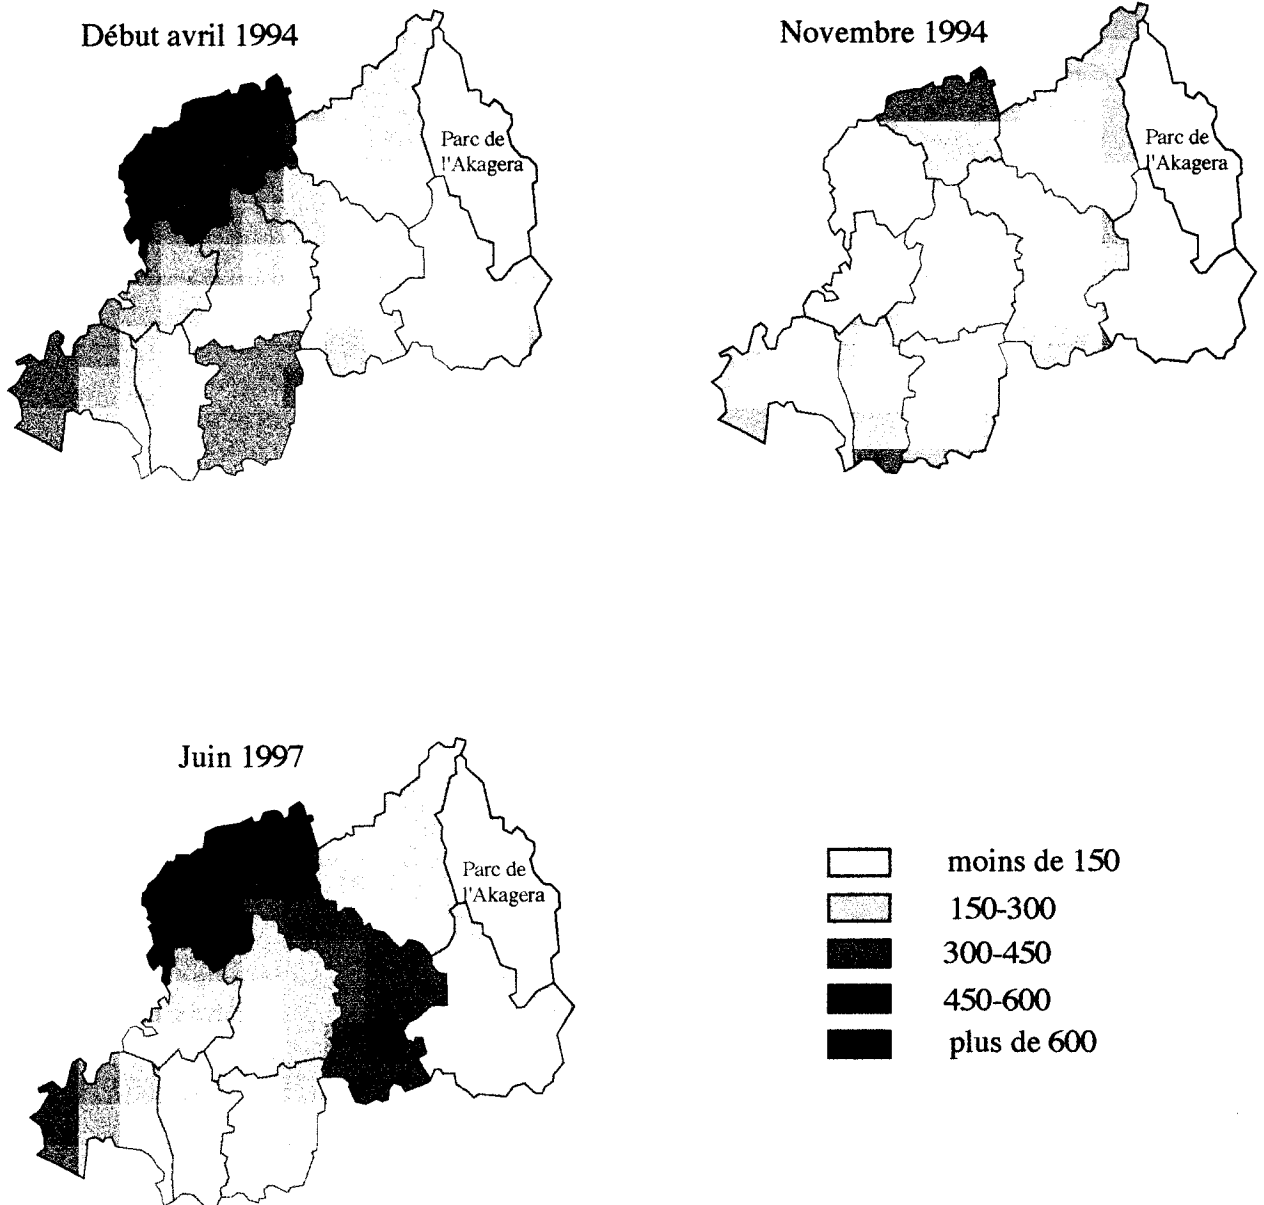 Début avril 1994
Parc de
l'Akagera
Novembre 1994
Parc de
l'Akagera
Juin 1997
Parc de
l'Akagera
moins de 150
150-300
300-450
450-600
plus de 600